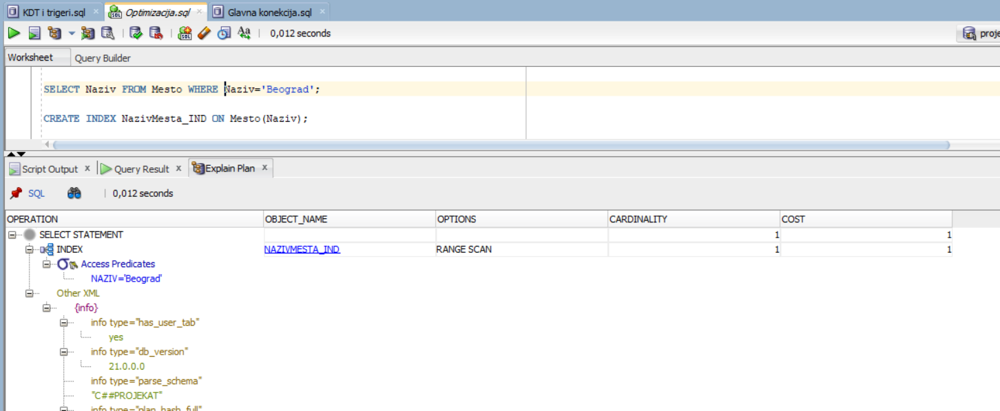 KDT i trigeri.sql × Optimizacija.sql × Glavna konekcija.sql ×
0,012 seconds proje
Worksheet Query Builder
SELECT Naziv FROM Mesto WHERE Naziv='Beograd';
CREATE INDEX NazivMesta_IND ON Mesto(Naziv);
Script Output x Query Result x Explain Plan x
SQL 0,012 seconds
OPERATION OBJECT_NAME OPTIONS CARDINALITY COST
SELECT STATEMENT 1 1
INDEX NAZIVMESTA_IND RANGE SCAN 1 1
Access Predicates
NAZIV='Beograd'
Other XML
{info}
info type="has_user_tab"
yes
info type="db_version"
21.0.0.0
info type="parse_schema"
"C##PROJEKAT"
info type="plan_hash_full"